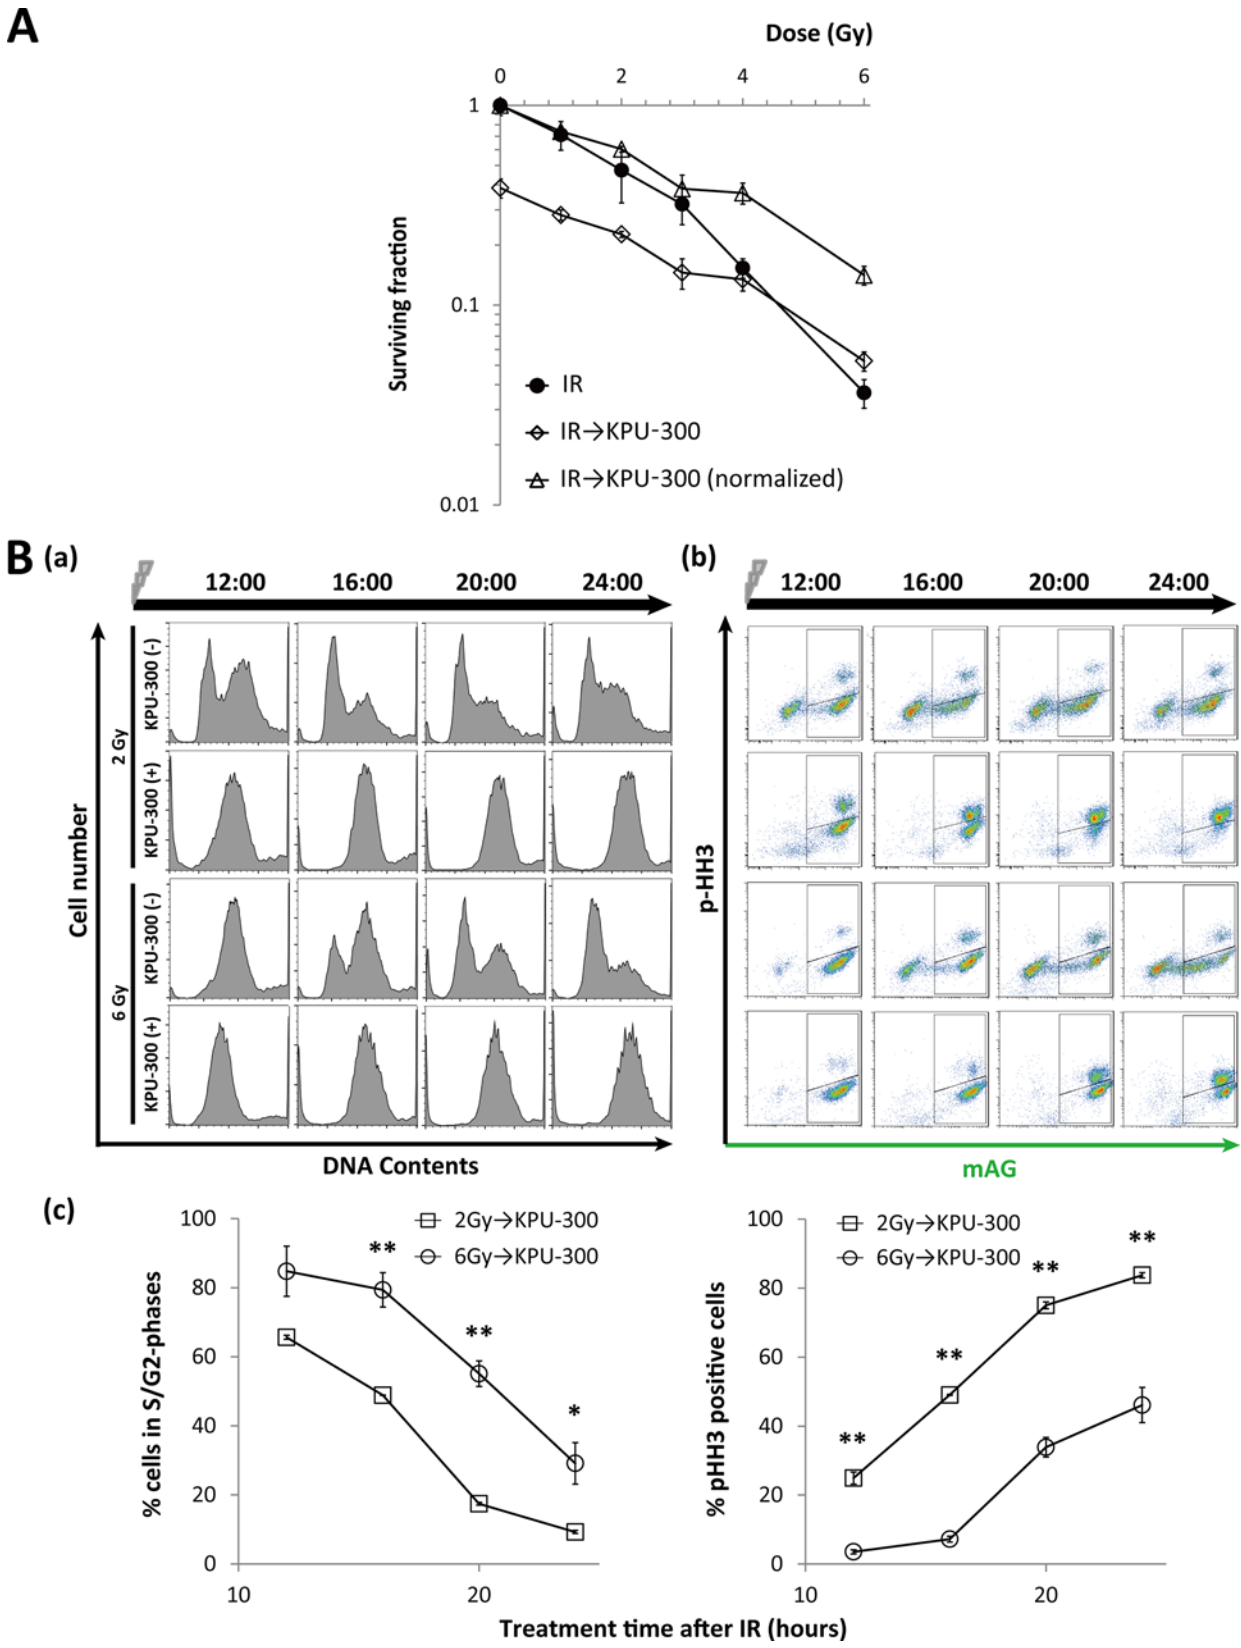 A
Dose (Gy)
0 2 4 6
1
0.1
0.01
Surviving fraction
IR
IR→KPU-300
IR→KPU-300 (normalized)
B (a)
12:00 16:00 20:00 24:00
Cell number
2 Gy
KPU-300 (-)
KPU-300 (+)
6 Gy
KPU-300 (-)
KPU-300 (+)
DNA Contents
(b)
12:00 16:00 20:00 24:00
p-HH3
mAG
(c)
% cells in S/G2-phases
100
80
60
40
20
0
10 20
2Gy→KPU-300
6Gy→KPU-300
**
**
*
% pHH3 positive cells
100
80
60
40
20
0
10 20
2Gy→KPU-300
6Gy→KPU-300
**
**
**
**
Treatment time after IR (hours)